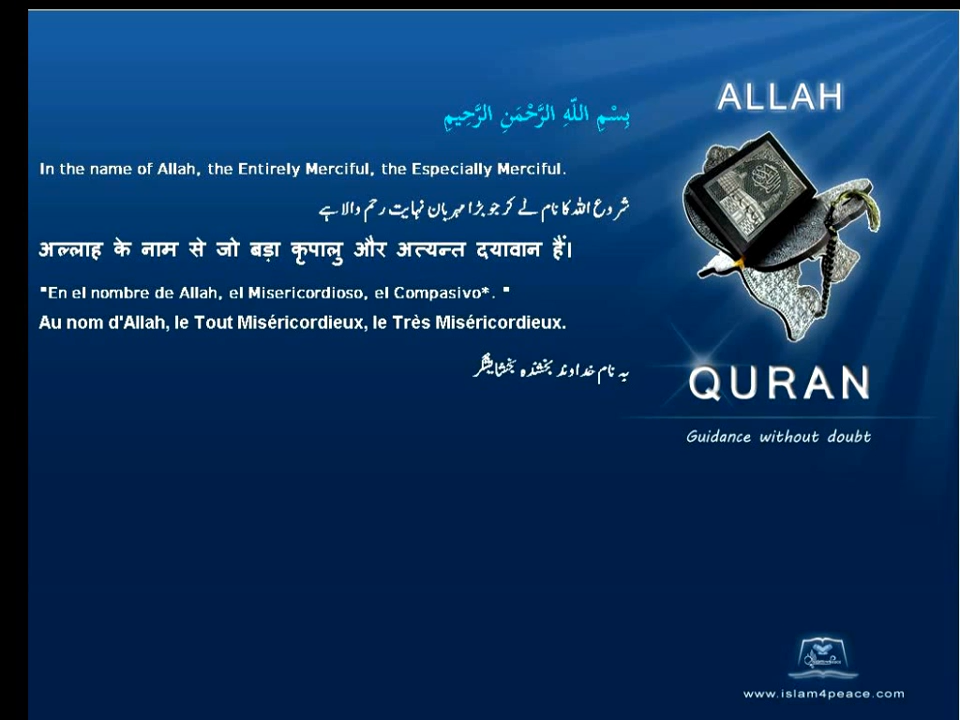 بِسْمِ اللّهِ الرَّحْمَنِ الرَّحِيمِ
In the name of Allah, the Entirely Merciful, the Especially Merciful.
شروع الله کا نام لے کر جو بڑا مہربان نہایت رحم والا ہے
अल्लाह के नाम से जो बड़ा कृपालु और अत्यन्त दयावान हैं।
"En el nombre de Allah, el Misericordioso, el Compasivo*. "
Au nom d'Allah, le Tout Miséricordieux, le Très Miséricordieux.
به نام خداوند بخشنده بخشایشگر
ALLAH
QURAN
Guidance without doubt
www.islam4peace.com